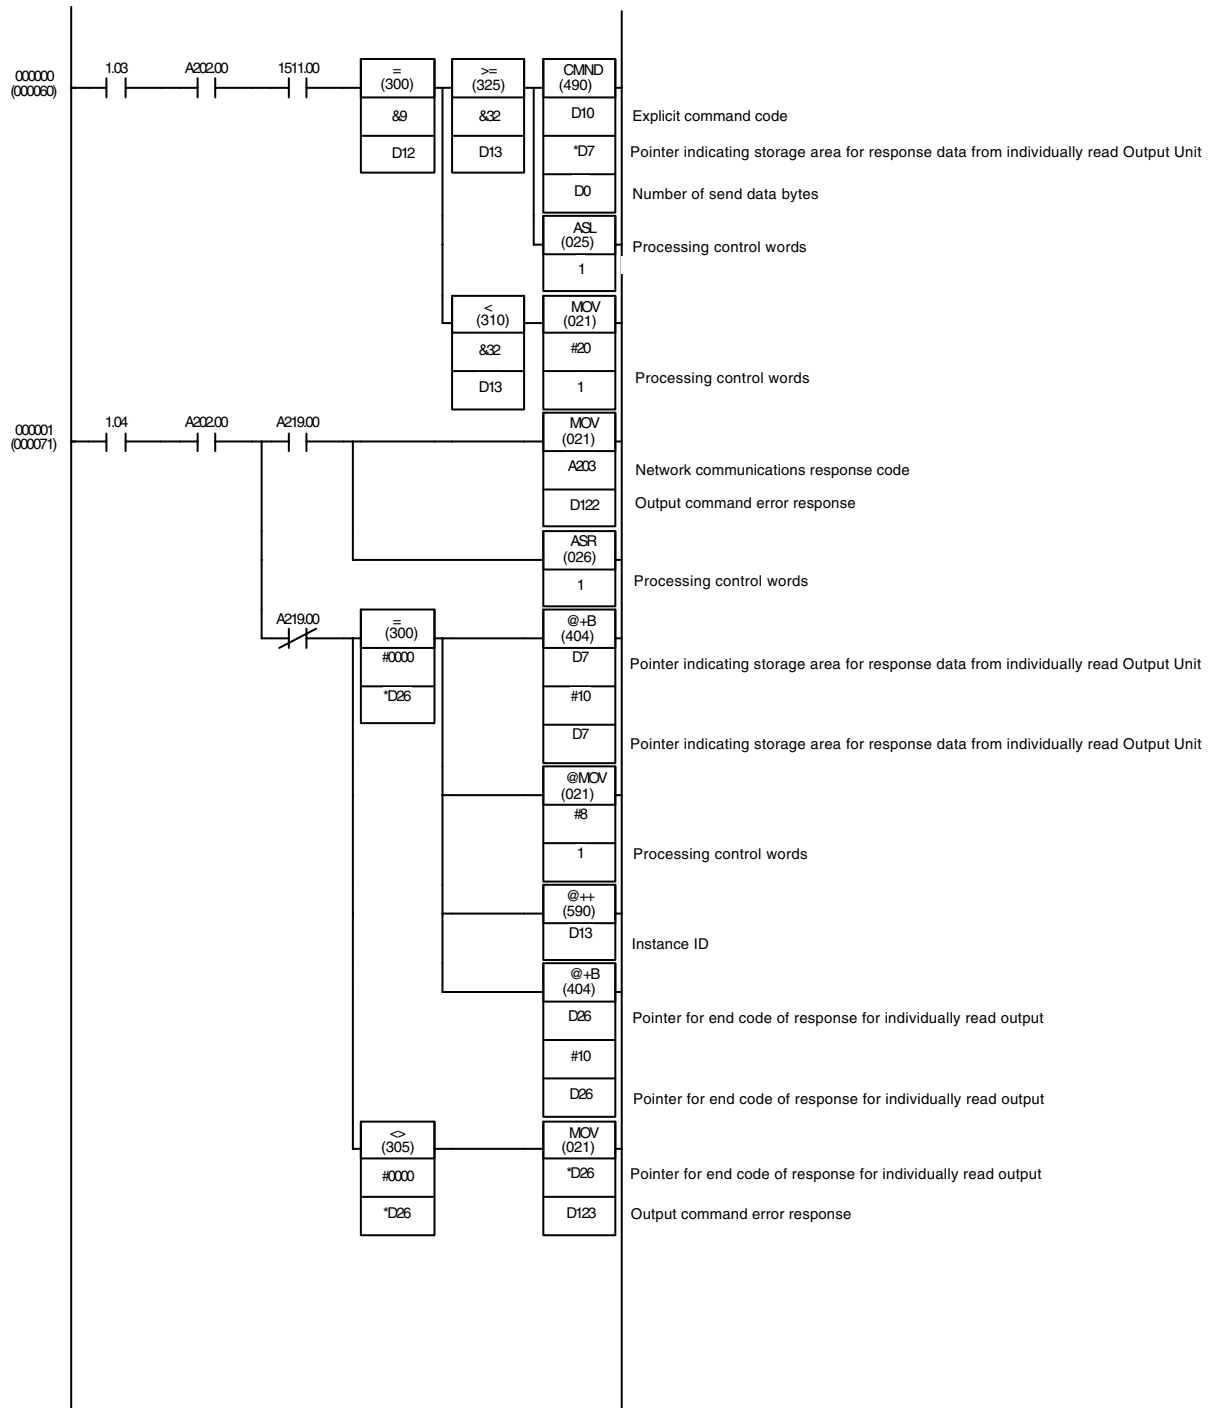 000000
(000060)
1.03
A202.00
1511.00
=
(300)
&9
D12
>=
(325)
&32
D13
CMND
(490)
D10
Explicit command code
*D7
Pointer indicating storage area for response data from individually read Output Unit
D0
Number of send data bytes
ASL
(025)
Processing control words
1
<
(310)
&32
D13
MOV
(021)
#20
1
Processing control words
000001
(000071)
1.04
A202.00
A219.00
MOV
(021)
A203
Network communications response code
D122
Output command error response
ASR
(026)
1
Processing control words
A219.00
=
(300)
#0000
*D26
@+B
(404)
D7
Pointer indicating storage area for response data from individually read Output Unit
#10
D7
Pointer indicating storage area for response data from individually read Output Unit
@MOV
(021)
#8
1
Processing control words
@++
(590)
D13
Instance ID
@+B
(404)
D26
Pointer for end code of response for individually read output
#10
D26
Pointer for end code of response for individually read output
<>
(305)
#0000
*D26
MOV
(021)
*D26
Pointer for end code of response for individually read output
D123
Output command error response